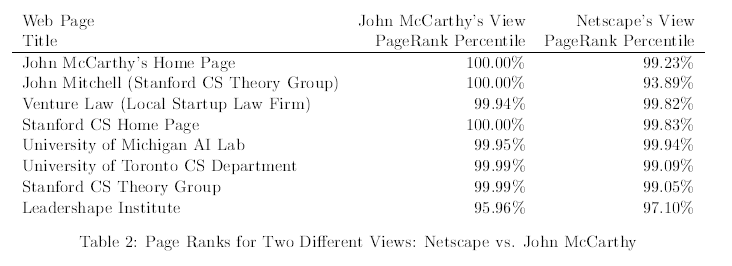 Web Page John McCarthy's View Netscape's View
Title PageRank Percentile PageRank Percentile
John McCarthy's Home Page 100.00% 99.23%
John Mitchell (Stanford CS Theory Group) 100.00% 93.89%
Venture Law (Local Startup Law Firm) 99.94% 99.82%
Stanford CS Home Page 100.00% 99.83%
University of Michigan AI Lab 99.95% 99.94%
University of Toronto CS Department 99.99% 99.09%
Stanford CS Theory Group 99.99% 99.05%
Leadershape Institute 95.96% 97.10%
Table 2: Page Ranks for Two Different Views: Netscape vs. John McCarthy